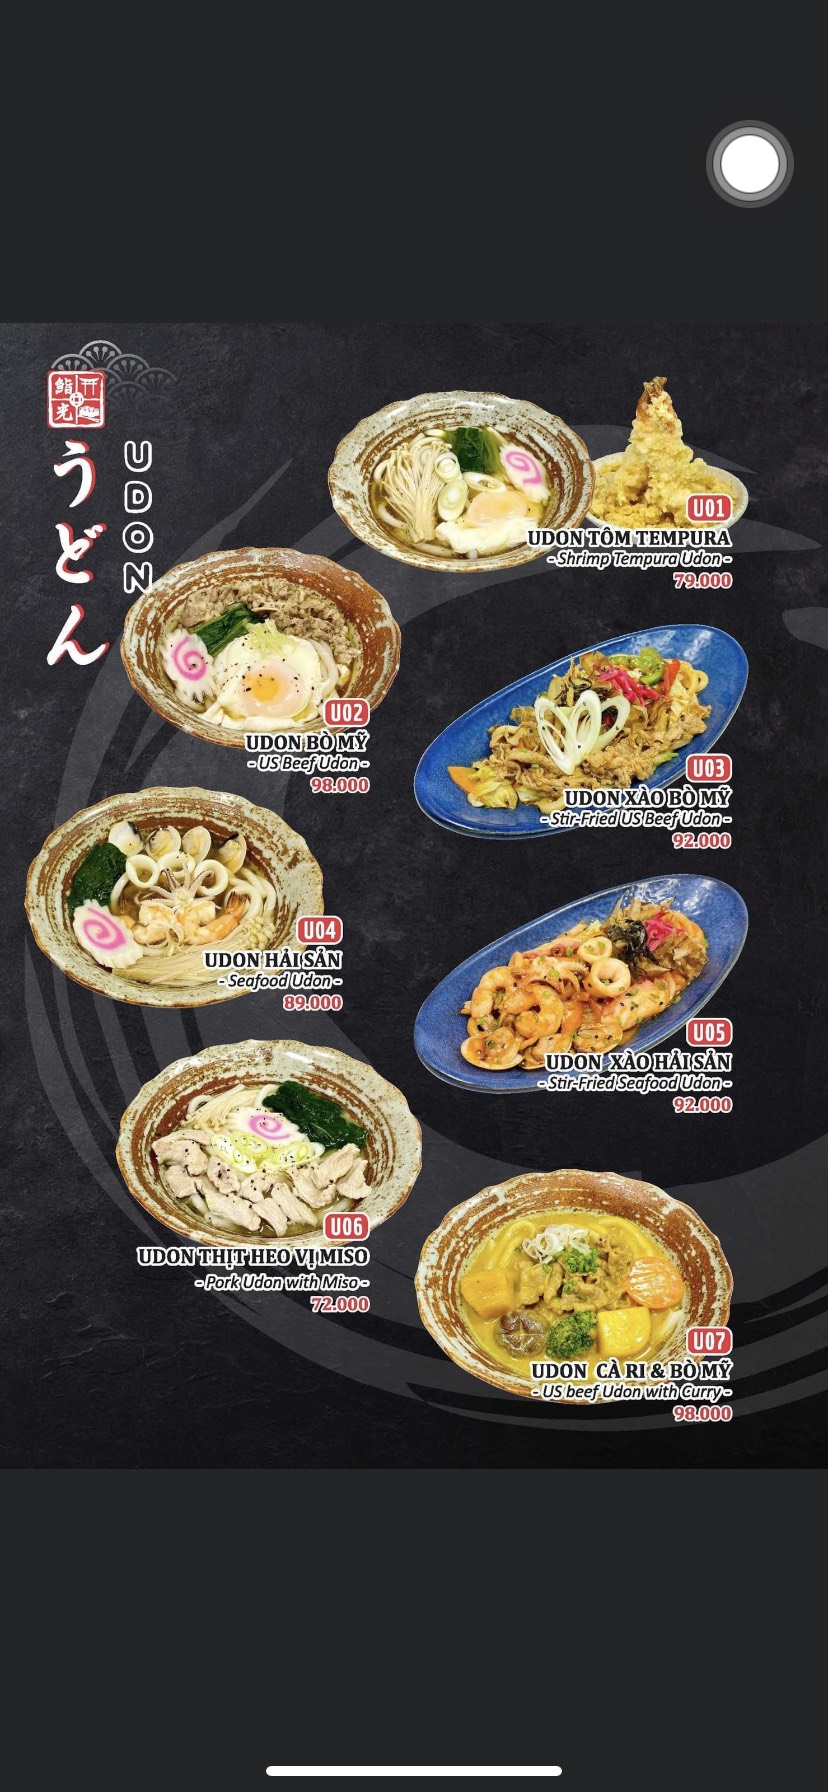 鮨
光
うどん
UDON
U01
UDON TÔM TEMPURA
- Shrimp Tempura Udon -
79.000
U02
UDON BÒ MỸ
- US Beef Udon -
98.000
U03
UDON XÀO BÒ MỸ
- Stir-Fried US Beef Udon -
92.000
U04
UDON HẢI SẢN
- Seafood Udon -
89.000
U05
UDON XÀO HẢI SẢN
- Stir-Fried Seafood Udon -
92.000
U06
UDON THỊT HEO VỊ MISO
- Pork Udon with Miso -
72.000
U07
UDON CÀ RI & BÒ MỸ
- US beef Udon with Curry -
98.000